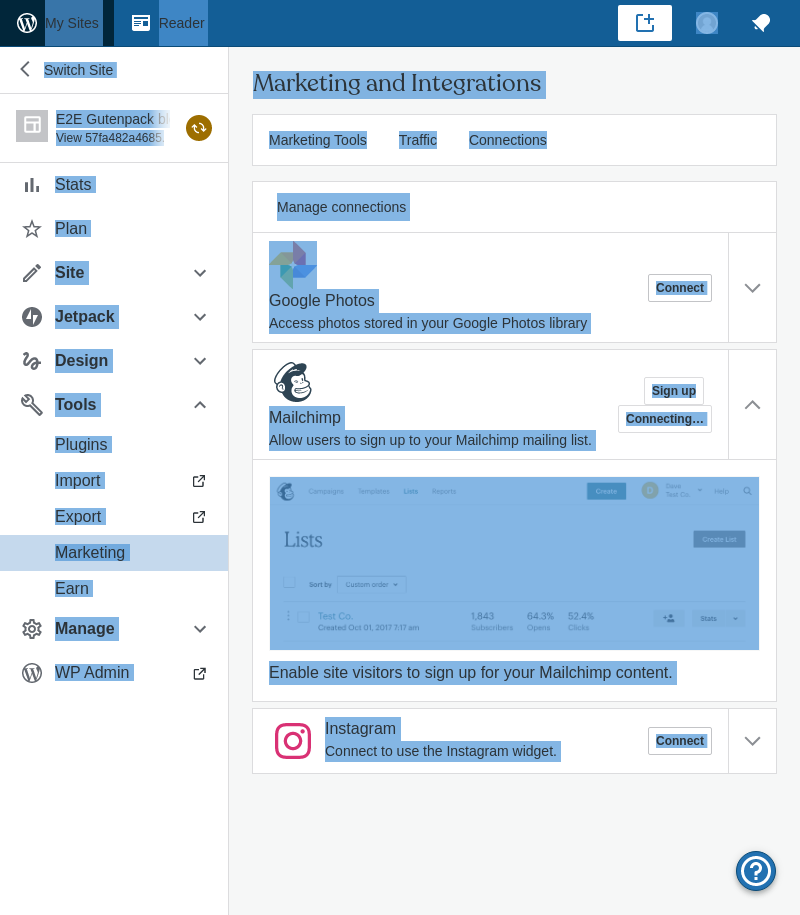 My Sites
Reader
Switch Site
E2E Gutenpack bl
View 57fa482a4685.
Stats
Plan
Site
Jetpack
Design
Tools
Plugins
Import
Export
Marketing
Earn
Manage
WP Admin
Marketing and Integrations
Marketing Tools
Traffic
Connections
Manage connections
Google Photos
Access photos stored in your Google Photos library
Connect
Mailchimp
Allow users to sign up to your Mailchimp mailing list.
Sign up
Connecting…
Campaigns Templates Lists Reports
Create
D
Dave
Test Co.
Help
Lists
Create List
Sort by
Custom order
Test Co.
Created Oct 01, 2017 7:17 am
1,843
Subscribers
64.3%
Opens
52.4%
Clicks
Stats
Enable site visitors to sign up for your Mailchimp content.
Instagram
Connect to use the Instagram widget.
Connect